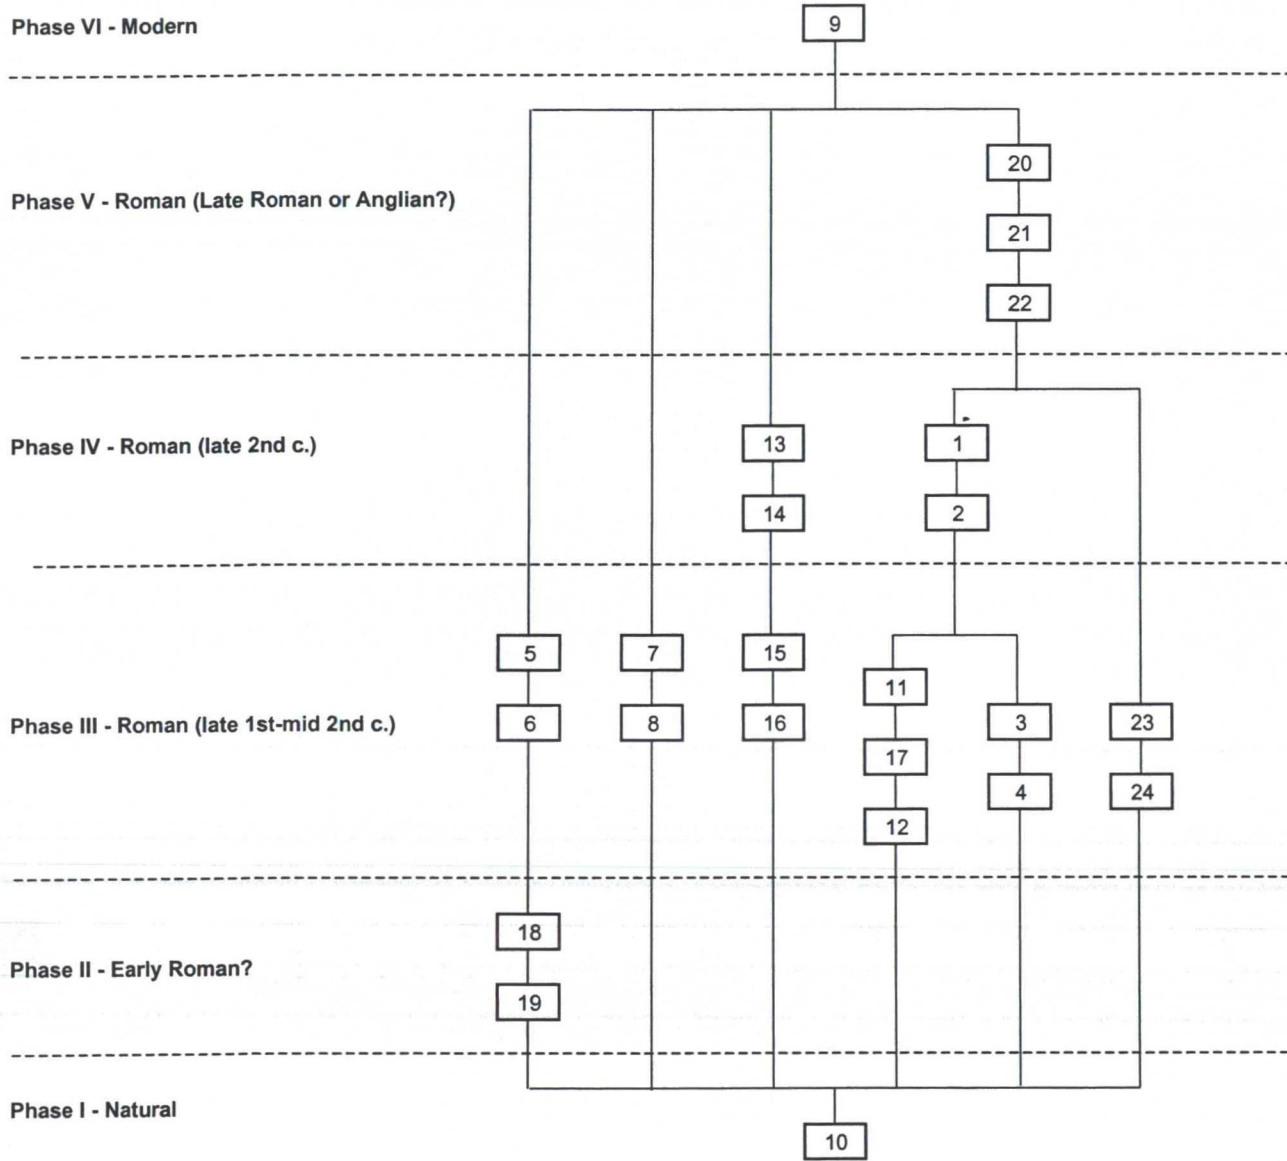 Phase VI - Modern
9
20
Phase V - Roman (Late Roman or Anglian?)
21
22
Phase IV - Roman (late 2nd c.)
13 1
14 2
5 7 15
11
Phase III - Roman (late 1st-mid 2nd c.)
6 8 16 3 23
17
4 24
12
18
Phase II - Early Roman?
19
Phase I - Natural
10